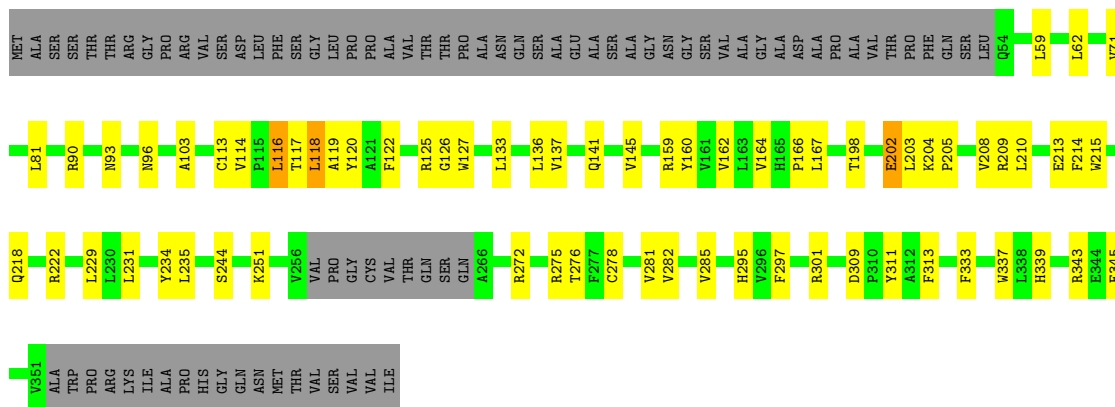 MET ALA SER SER THR THR ARG GLY PRO ARG VAL SER ASP LEU PHE SER GLY LEU PRO PRO ALA VAL THR THR PRO ALA ASN GLN SER ALA GLU ALA SER ALA GLY ASN GLY SER VAL ALA GLY ALA ASP ALA PRO ALA VAL THR PRO PHE GLN SER LEU Q54 L59 L62 V71
L81 R90 N93 N96 A103 C113 V114 P115 L116 T117 L118 A119 Y120 A121 F122 R125 G126 W127 L133 L136 V137 Q141 V145 R159 Y160 V161 V162 L163 V164 H165 P166 L167 T198 E202 L203 K204 P205 V208 R209 L210 E213 F214 W215
Q218 R222 L229 L230 L231 Y234 L235 S244 K251 V256 VAL PRO GLY CYS VAL THR GLN SER GLN A266 R272 R275 T276 F277 C278 V281 V282 V285 H295 V296 F297 R301 D309 P310 Y311 A312 F313 F333 W337 L338 H339 R343 E344
V351 ALA TRP PRO ARG LYS ILE ALA PRO HIS GLY GLN ASN MET THR VAL SER VAL VAL ILE